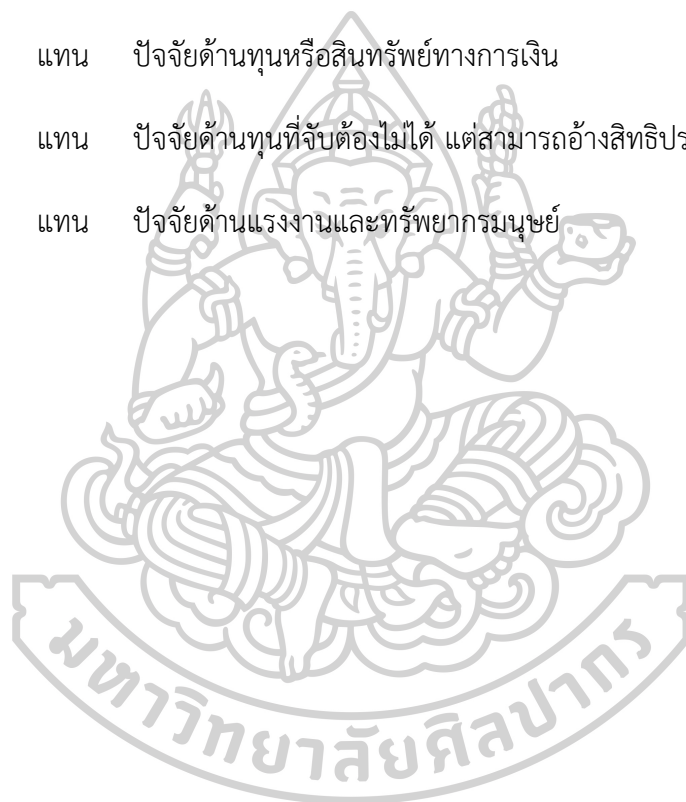 แทน ปัจจัยด้านทุนหรือสินทรัพย์ทางการเงิน
แทน ปัจจัยด้านทุนที่จับต้องไม่ได้ แต่สามารถอ้างสิทธิปร
แทน ปัจจัยด้านแรงงานและทรัพยากรมนุษย์
มหาวิทยาลัยศิลปากร